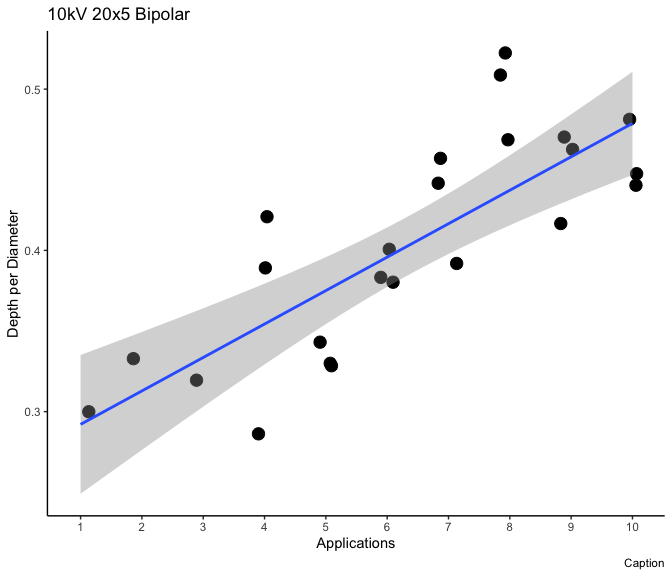 10kV 20x5 Bipolar
Depth per Diameter
0.5
0.4
0.3
1 2 3 4 5 6 7 8 9 10
Applications
Caption